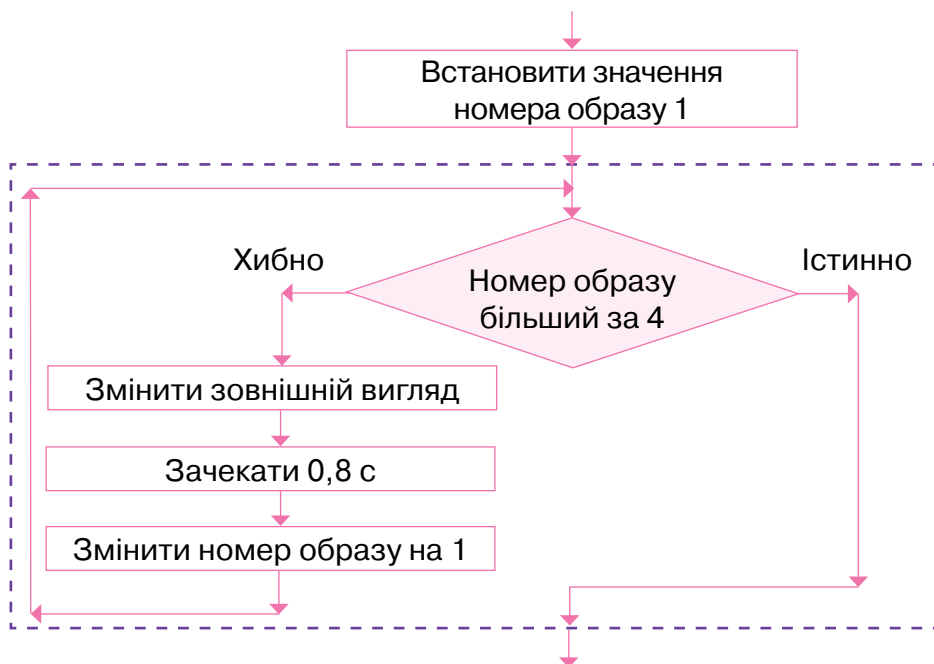 Встановити значення
номера образу 1
Хибно
Істинно
Номер образу
більший за 4
Змінити зовнішній вигляд
Зачекати 0,8 с
Змінити номер образу на 1